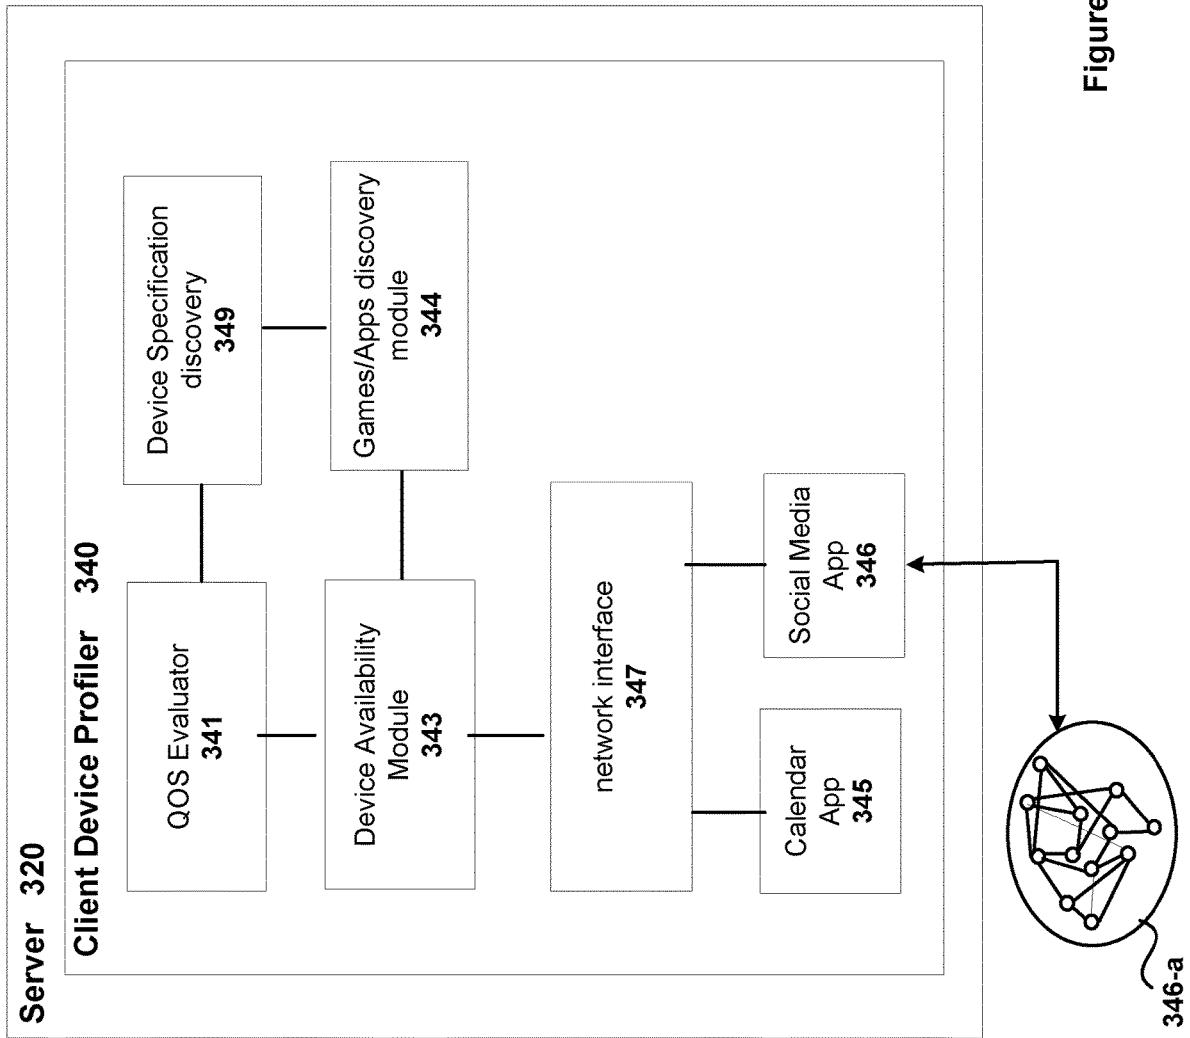 Server 320
Client Device Profiler 340
QOS Evaluator
341
Device Specification
discovery
349
Device Availability
Module
343
Games/Apps discovery
module
344
network interface
347
Calendar
App
345
Social Media
App
346
346-a
Figure